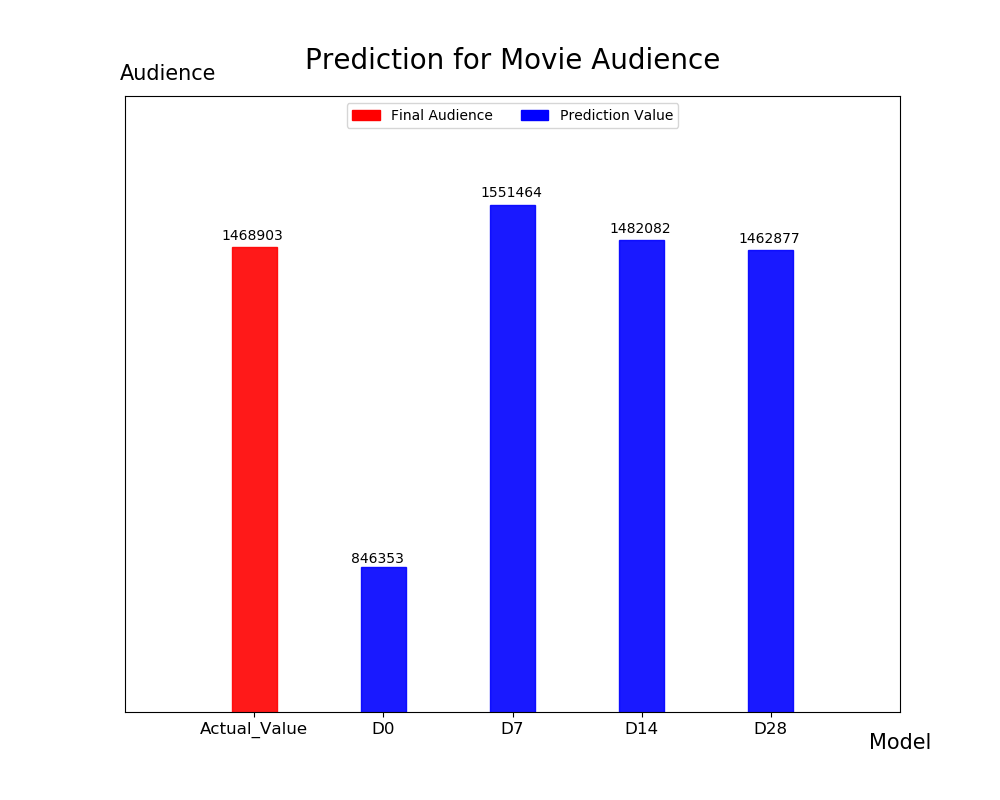 Prediction for Movie Audience
Audience
Final Audience Prediction Value
1551464
1468903
1482082
1462877
846353
Actual_Value D0 D7 D14 D28
Model